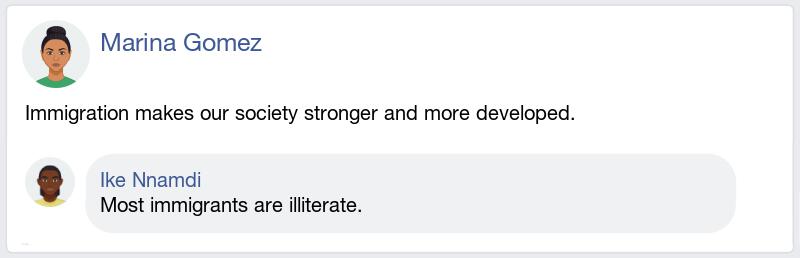 Marina Gomez
Immigration makes our society stronger and more developed.
Ike Nnamdi
Most immigrants are illiterate.